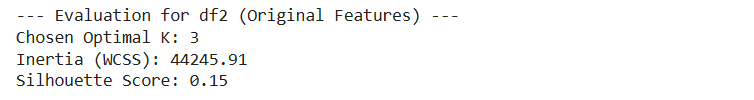 --- Evaluation for df2 (Original Features) ---
Chosen Optimal K: 3
Inertia (WCSS): 44245.91
Silhouette Score: 0.15